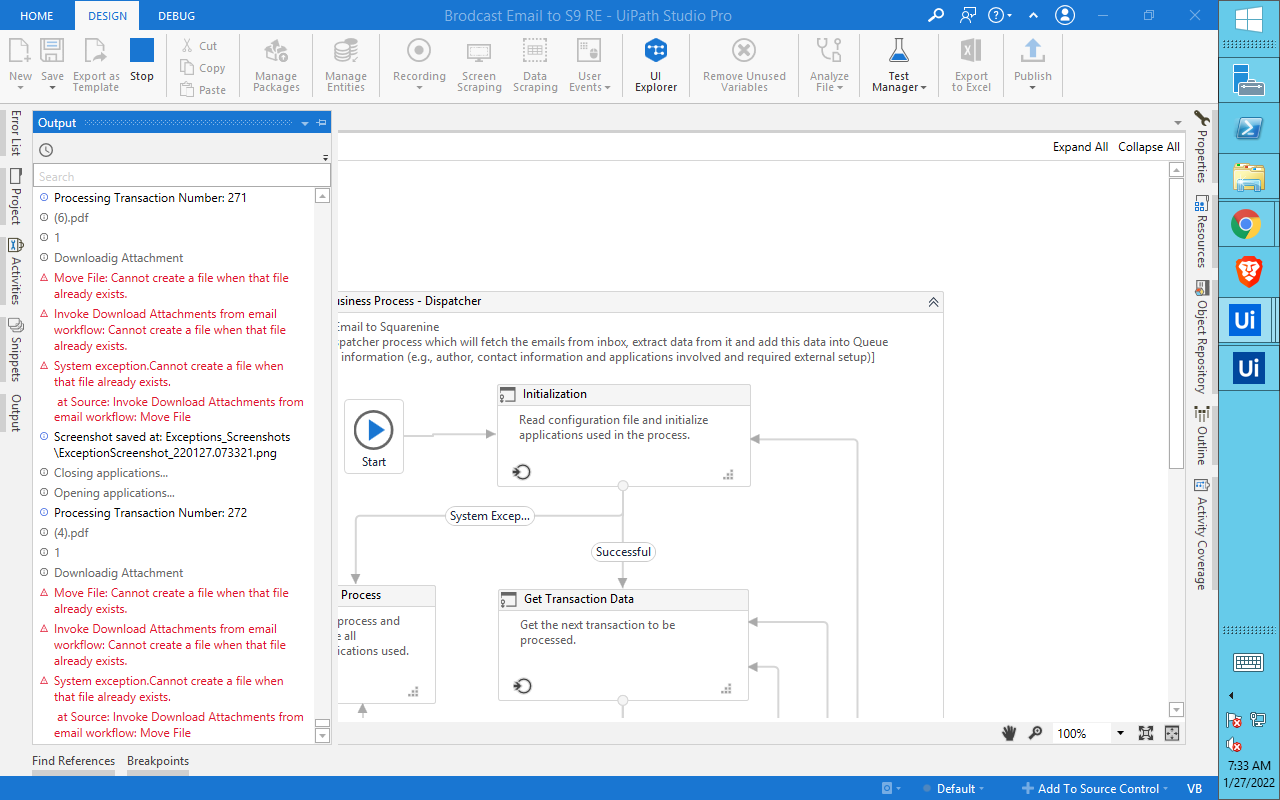 HOME
DESIGN
DEBUG
Brodcast Email to S9 RE - UiPath Studio Pro
New
Save
Export as
Template
Stop
Cut
Copy
Paste
Manage
Packages
Manage
Entities
Recording
Screen
Scraping
Data
Scraping
User
Events
UI
Explorer
Remove Unused
Variables
Analyze
File
Test
Manager
Export
to Excel
Publish
Error List
Project
Activities
Snippets
Output
Output
Search
Processing Transaction Number: 271
(6).pdf
1
Downloadig Attachment
Move File: Cannot create a file when that file
already exists.
Invoke Download Attachments from email
workflow: Cannot create a file when that file
already exists.
System exception.Cannot create a file when
that file already exists.
at Source: Invoke Download Attachments from
email workflow: Move File
Screenshot saved at: Exceptions_Screenshots
\ExceptionScreenshot_220127.073321.png
Closing applications...
Opening applications...
Processing Transaction Number: 272
(4).pdf
1
Downloadig Attachment
Move File: Cannot create a file when that file
already exists.
Invoke Download Attachments from email
workflow: Cannot create a file when that file
already exists.
System exception.Cannot create a file when
that file already exists.
at Source: Invoke Download Attachments from
email workflow: Move File
Expand All
Collapse All
usiness Process - Dispatcher
Email to Squarenine
spatcher process which will fetch the emails from inbox, extract data from it and add this data into Queue
information (e.g., author, contact information and applications involved and required external setup)]
Start
Initialization
Read configuration file and initialize
applications used in the process.
System Excep...
Successful
Process
process and
e all
ications used.
Get Transaction Data
Get the next transaction to be
processed.
100%
Properties
Resources
Object Repository
Outline
Activity Coverage
Find References
Breakpoints
Default
Add To Source Control
VB
Ui
Ui
7:33 AM
1/27/2022